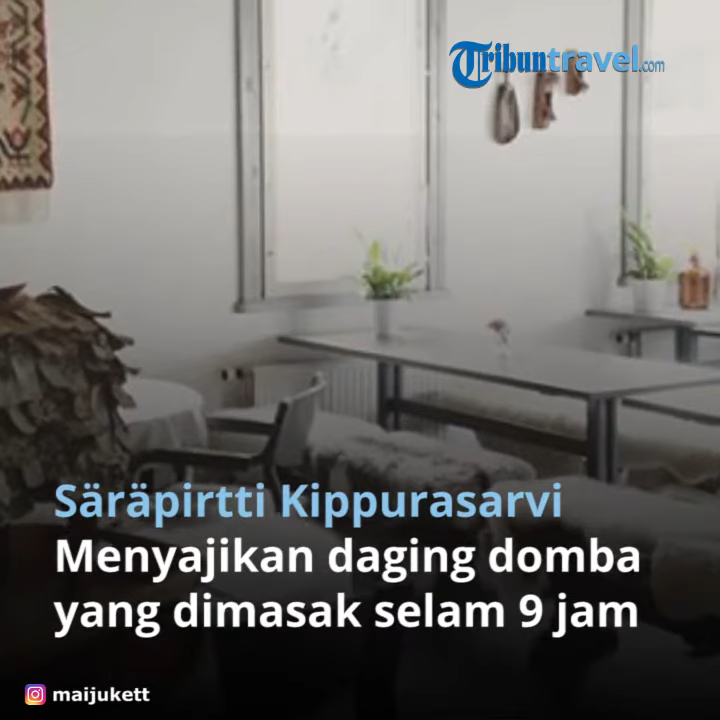 Tribuntravel.com
Säräpirtti Kippurasarvi
Menyajikan daging domba
yang dimasak selam 9 jam
maijukett